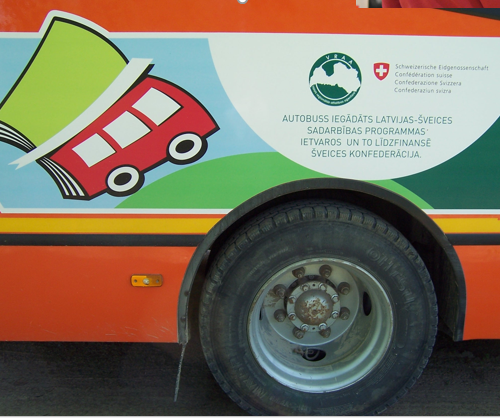 VRAA
Schweizerische Eidgenossenschaft
Confédération suisse
Confederazione Svizzera
Confederaziun svizra
AUTOBUSS IEGĀDĀTS LATVIJAS-ŠVEICES
SADARBĪBAS PROGRAMMAS
IETVAROS UN TO LĪDZFINANSĒ
ŠVEICES KONFEDERĀCIJA.